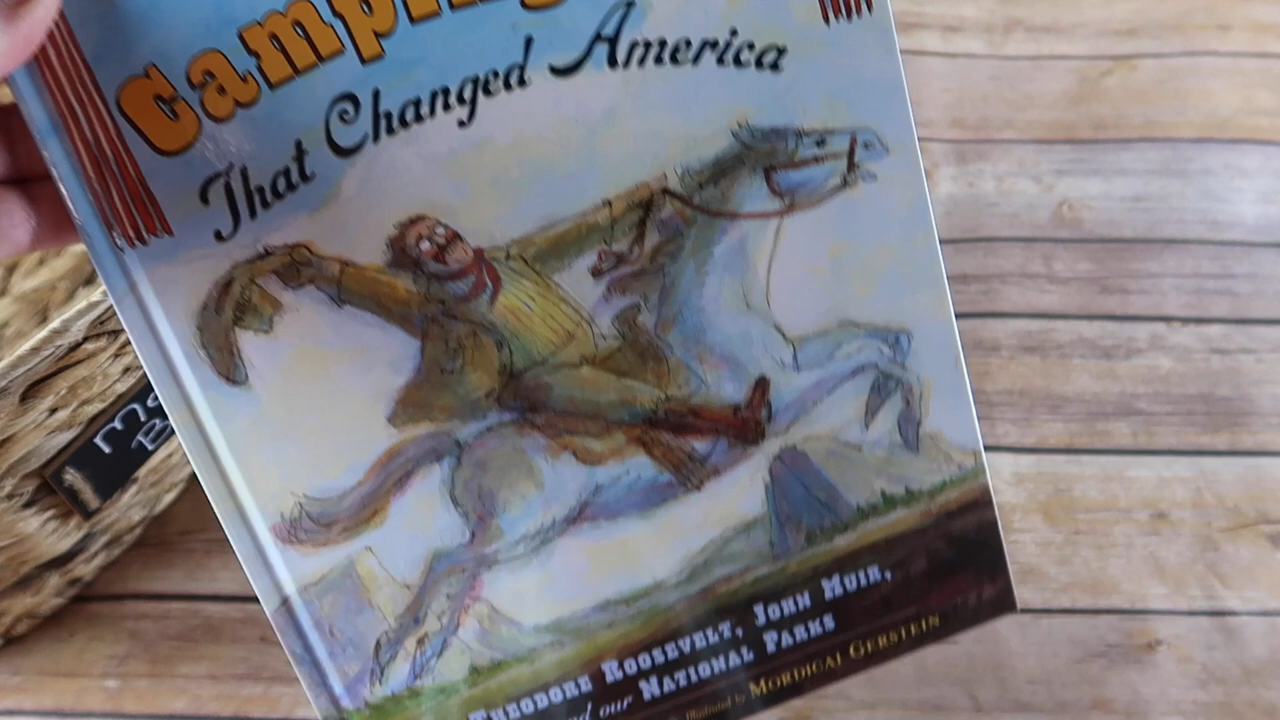 Camping
That Changed America
THEODORE ROOSEVELT, JOHN MUIR,
and our NATIONAL PARKS
illustrated by MORDICAI GERSTEIN